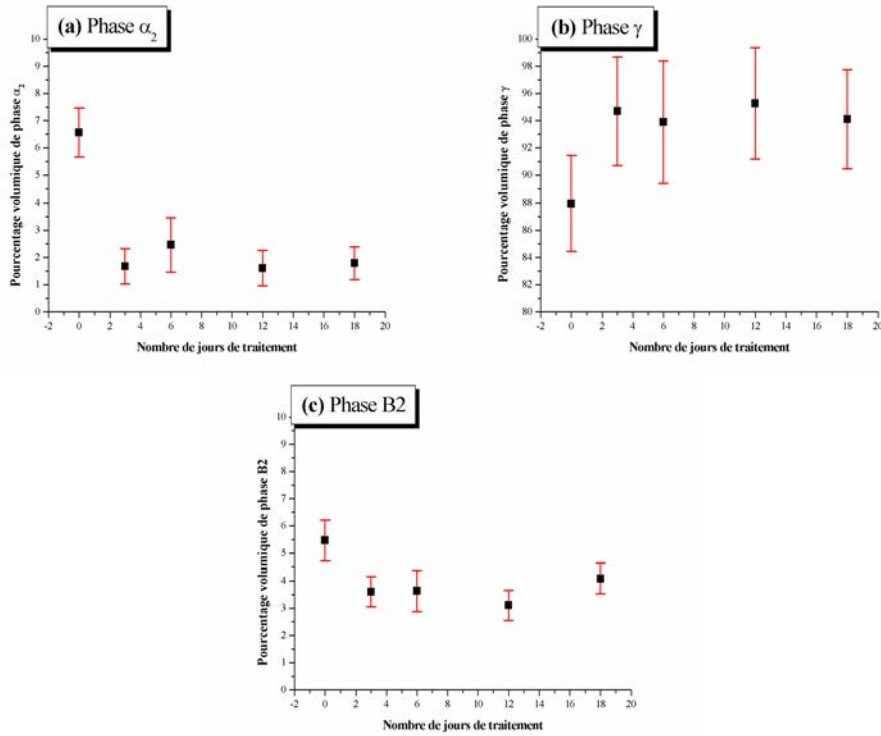 (a) Phase α₂
10
9
8
7
6
5
4
3
2
1
0
-2 0 2 4 6 8 10 12 14 16 18 20
Pourcentage volumique de phase α₂
Nombre de jours de traitement
(b) Phase γ
100
98
96
94
92
90
88
86
84
82
80
-2 0 2 4 6 8 10 12 14 16 18 20
Pourcentage volumique de phase γ
Nombre de jours de traitement
(c) Phase B2
10
9
8
7
6
5
4
3
2
1
0
-2 0 2 4 6 8 10 12 14 16 18 20
Pourcentage volumique de phase B2
Nombre de jours de traitement